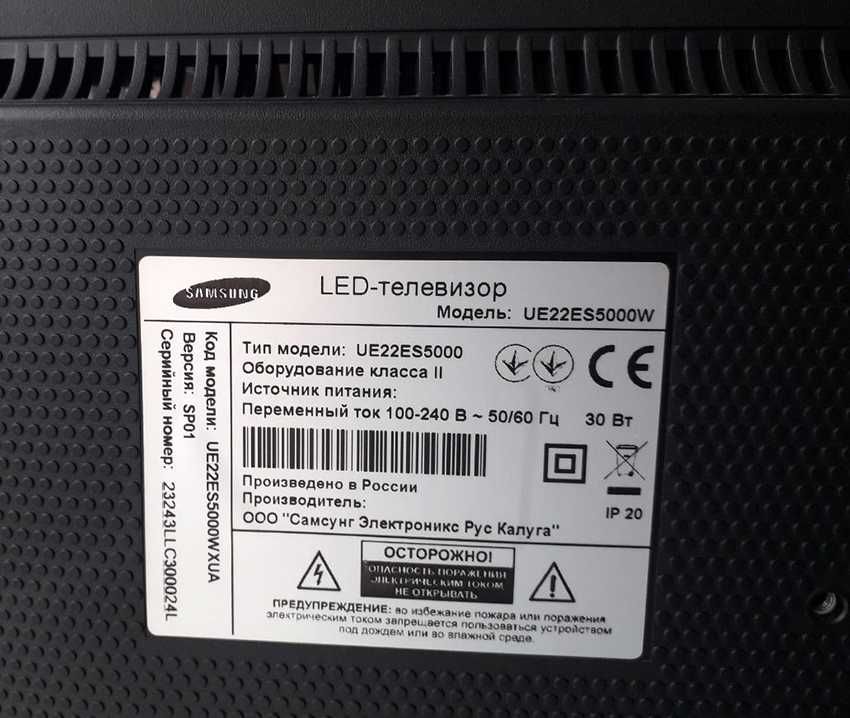 SAMSUNG
LED-телевизор
Модель: UE22ES5000W
Код модели: UE22ES5000WXUA
Версия: SP01
Серийный номер: 23243LLC300024L
Тип модели: UE22ES5000
Оборудование класса II
Источник питания:
Переменный ток 100-240 В ~ 50/60 Гц 30 Вт
Произведено в России
Производитель:
ООО "Самсунг Электроникс Рус Калуга"
IP 20
ОСТОРОЖНО!
ОПАСНОСТЬ ПОРАЖЕНИЯ
ЭЛЕКТРИЧЕСКИМ ТОКОМ
НЕ ОТКРЫВАТЬ
ПРЕДУПРЕЖДЕНИЕ: во избежание пожара или поражения
электрическим током запрещается пользоваться устройством
под дождем или во влажной среде.